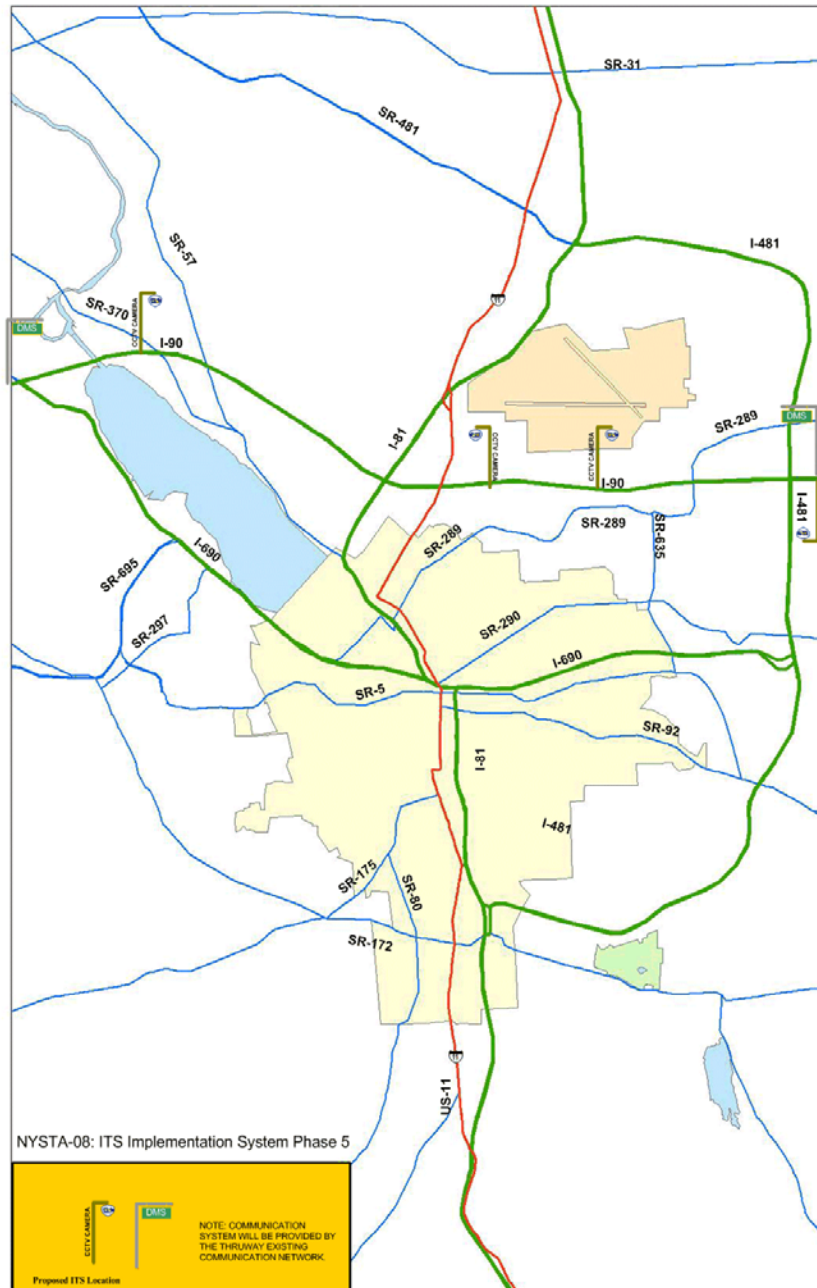 SR-31
SR-481
I-481
SR-57
SR-370
CCTV CAMERA
DMS
I-90
11
I-81
DMS
SR-289
CCTV CAMERA
CCTV CAMERA
I-90
I-481
SR-289
SR-289
SR-635
I-690
SR-695
SR-297
SR-290
I-690
SR-5
SR-92
I-81
I-481
SR-175
SR-80
SR-172
11
US-11
NYSTA-08: ITS Implementation System Phase 5
CCTV CAMERA
DMS
NOTE: COMMUNICATION
SYSTEM WILL BE PROVIDED BY
THE THRUWAY EXISTING
COMMUNICATION NETWORK.
Proposed ITS Location